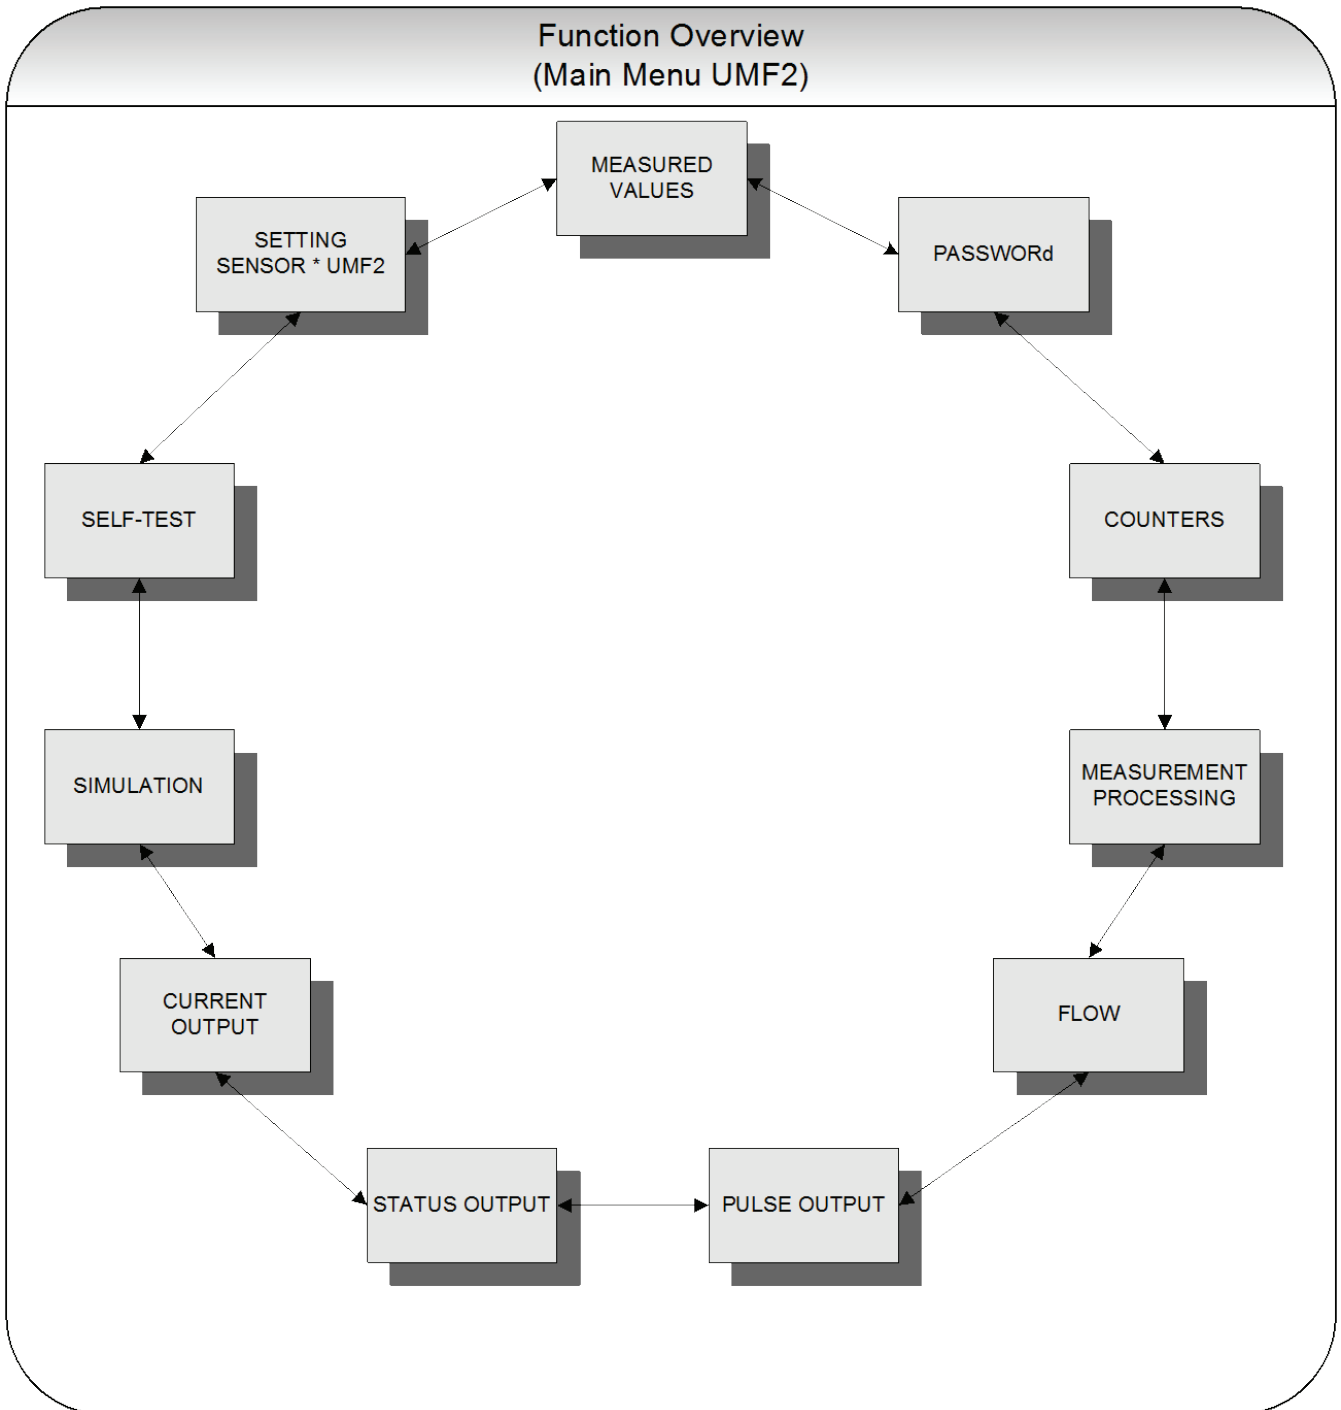 Function Overview
(Main Menu UMF2)
MEASURED
VALUES
SETTING
SENSOR * UMF2
PASSWORd
SELF-TEST
COUNTERS
SIMULATION
MEASUREMENT
PROCESSING
CURRENT
OUTPUT
FLOW
STATUS OUTPUT
PULSE OUTPUT